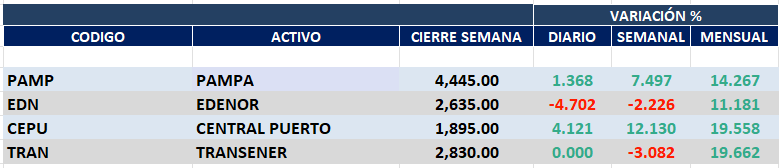 VARIACIÓN %
CODIGO ACTIVO CIERRE SEMANA DIARIO SEMANAL MENSUAL
PAMP PAMPA 4,445.00 1.368 7.497 14.267
EDN EDENOR 2,635.00 -4.702 -2.226 11.181
CEPU CENTRAL PUERTO 1,895.00 4.121 12.130 19.558
TRAN TRANSENER 2,830.00 0.000 -3.082 19.662